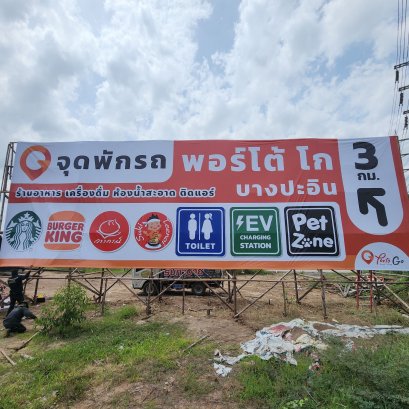 จุดพักรถ
พอร์โต้ โก
บางปะอิน
3
กม.
ร้านอาหาร เครื่องดื่ม ห้องน้ำสะอาด ติดแอร์
BURGER
KING
TOILET
EV
CHARGING
STATION
Pet
Zone
Porto Go